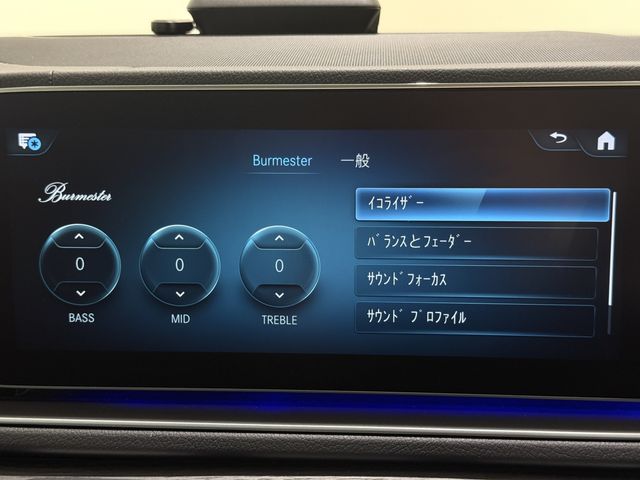 Burmester 一般
Burmester
0 0 0
BASS MID TREBLE
ｲｺﾗｲｻﾞｰ
ﾊﾞﾗﾝｽとﾌｪｰﾀﾞｰ
ｻｳﾝﾄﾞﾌｫｰｶｽ
ｻｳﾝﾄﾞ ﾌﾟﾛﾌｧｲﾙ